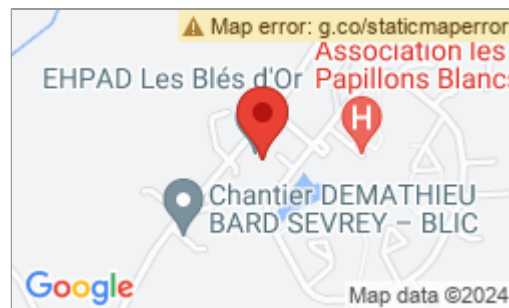 Map error: g.co/staticmaperror
Association les
EHPAD Les Blés d'Or
Papillons Blancs
H
Chantier DEMATHIEU
BARD SEVREY – BLIC
Google
Map data ©2024